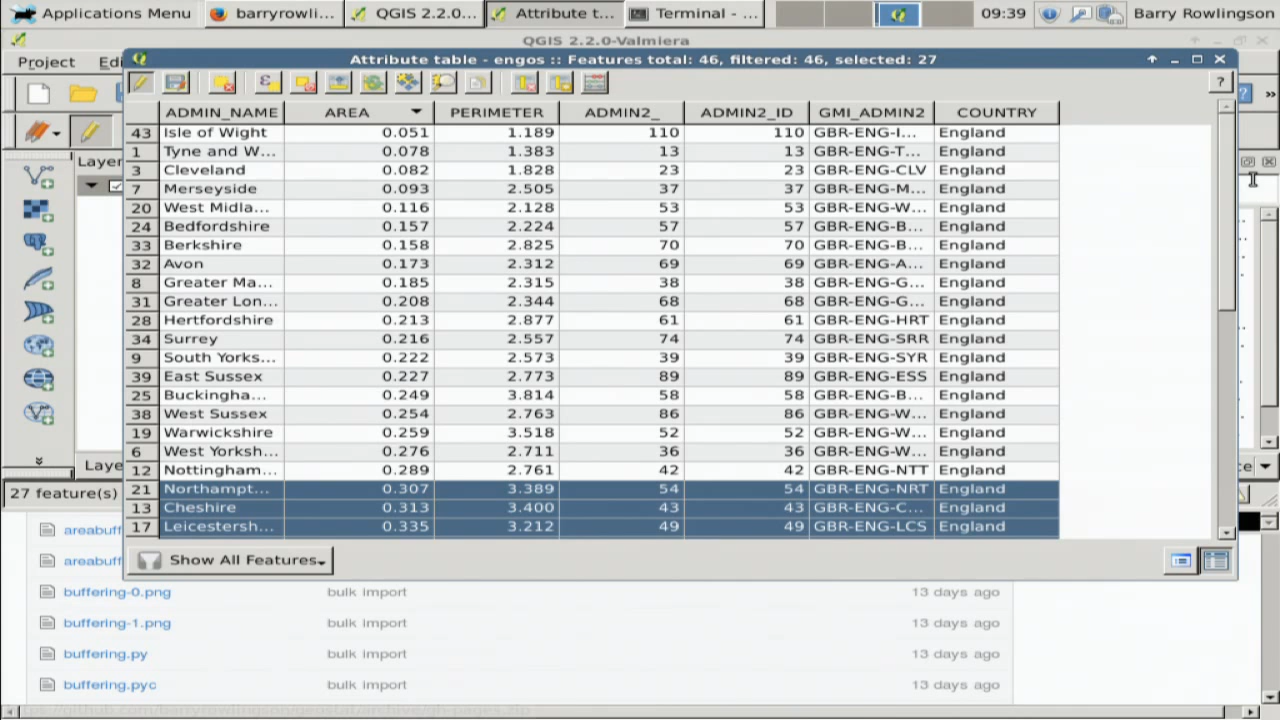 Applications Menu barryrowli... QGIS 2.2.0... Attribute t... Terminal - ... 09:39 Barry Rowlingson
QGIS 2.2.0-Valmiera
Project Edi
Attribute table - engos :: Features total: 46, filtered: 46, selected: 27
?
ADMIN_NAME AREA PERIMETER ADMIN2_ ADMIN2_ID GMI_ADMIN2 COUNTRY
43 Isle of Wight 0.051 1.189 110 110 GBR-ENG-I... England
1 Tyne and W... 0.078 1.383 13 13 GBR-ENG-T... England
3 Cleveland 0.082 1.828 23 23 GBR-ENG-CLV England
7 Merseyside 0.093 2.505 37 37 GBR-ENG-M... England
20 West Midla... 0.116 2.128 53 53 GBR-ENG-W... England
24 Bedfordshire 0.157 2.224 57 57 GBR-ENG-B... England
33 Berkshire 0.158 2.825 70 70 GBR-ENG-B... England
32 Avon 0.173 2.312 69 69 GBR-ENG-A... England
8 Greater Ma... 0.185 2.315 38 38 GBR-ENG-G... England
31 Greater Lon... 0.208 2.344 68 68 GBR-ENG-G... England
28 Hertfordshire 0.213 2.877 61 61 GBR-ENG-HRT England
34 Surrey 0.216 2.557 74 74 GBR-ENG-SRR England
9 South Yorks... 0.222 2.573 39 39 GBR-ENG-SYR England
39 East Sussex 0.227 2.773 89 89 GBR-ENG-ESS England
25 Buckingha... 0.249 3.814 58 58 GBR-ENG-B... England
38 West Sussex 0.254 2.763 86 86 GBR-ENG-W... England
19 Warwickshire 0.259 3.518 52 52 GBR-ENG-W... England
6 West Yorksh... 0.276 2.711 36 36 GBR-ENG-W... England
12 Nottingham... 0.289 2.761 42 42 GBR-ENG-NTT England
21 Northampt... 0.307 3.389 54 54 GBR-ENG-NRT England
13 Cheshire 0.313 3.400 43 43 GBR-ENG-C... England
17 Leicestersh... 0.335 3.212 49 49 GBR-ENG-LCS England
Show All Features
Layer
Laye
ce
27 feature(s)
areabuff
areabuff
buffering-0.png bulk import 13 days ago
buffering-1.png bulk import 13 days ago
buffering.py bulk import 13 days ago
buffering.pyc bulk import 13 days ago